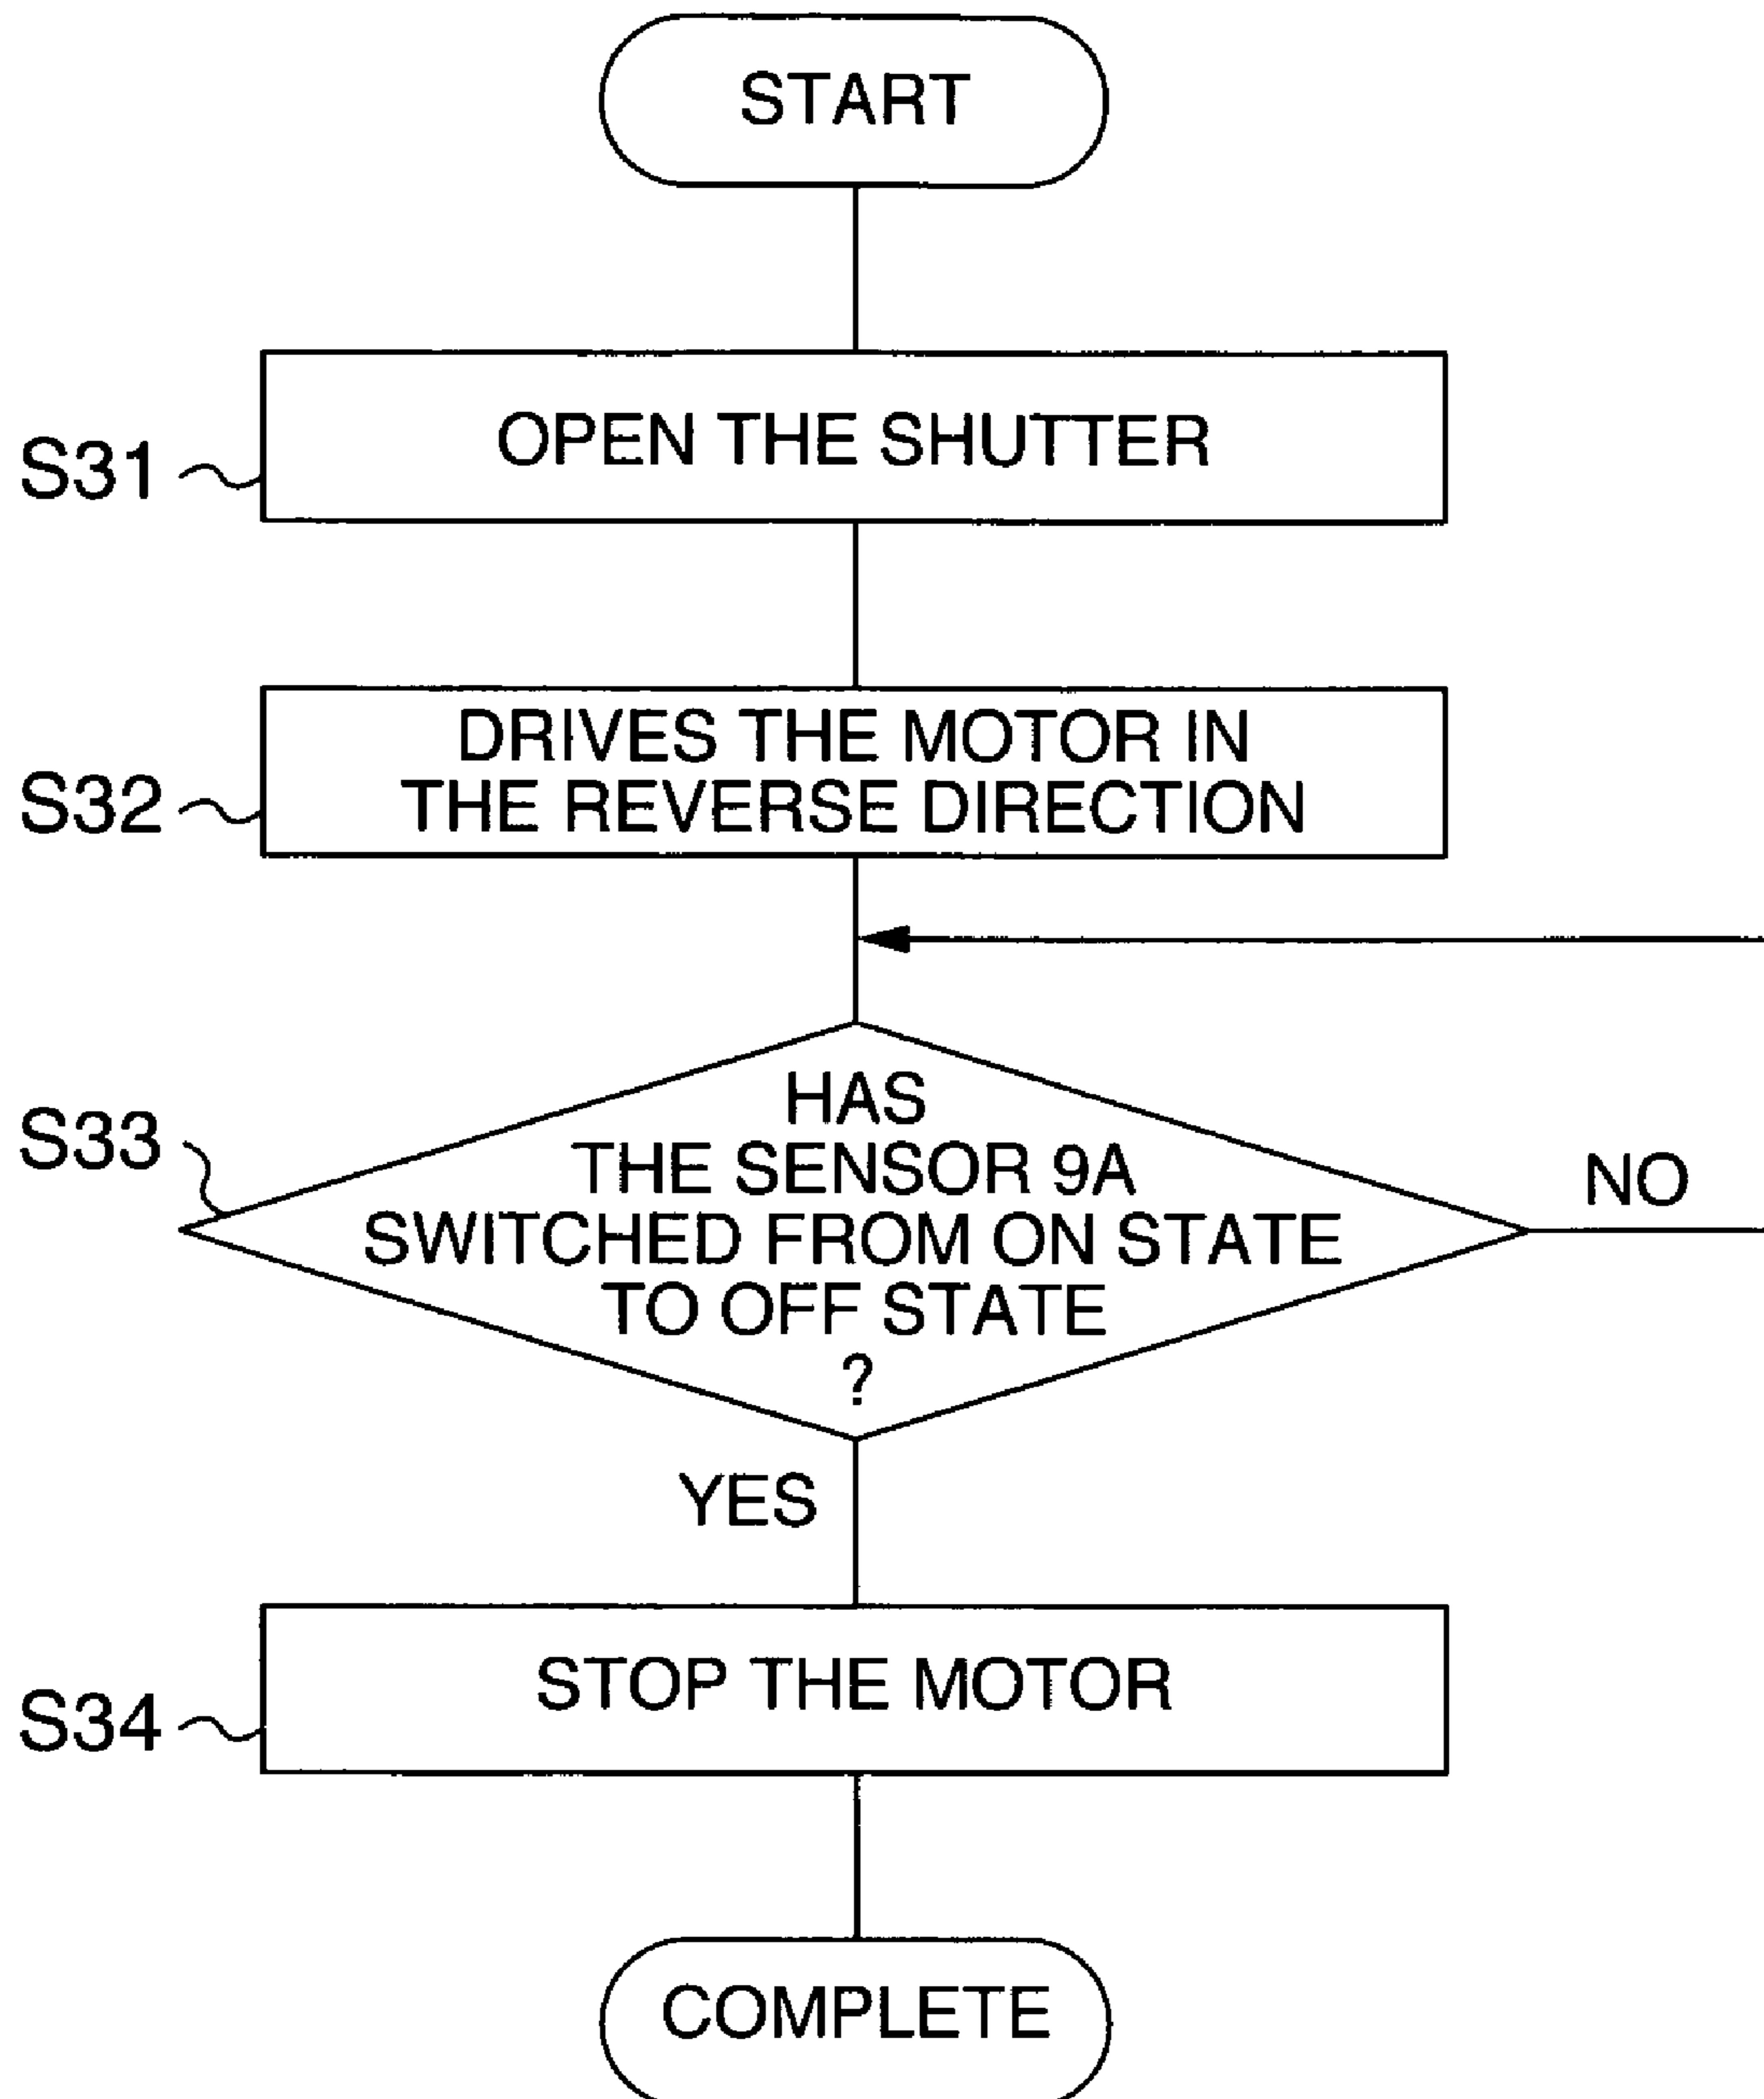 START
S31
OPEN THE SHUTTER
S32
DRIVES THE MOTOR IN
THE REVERSE DIRECTION
S33
HAS
THE SENSOR 9A
SWITCHED FROM ON STATE
TO OFF STATE
?
NO
YES
S34
STOP THE MOTOR
COMPLETE